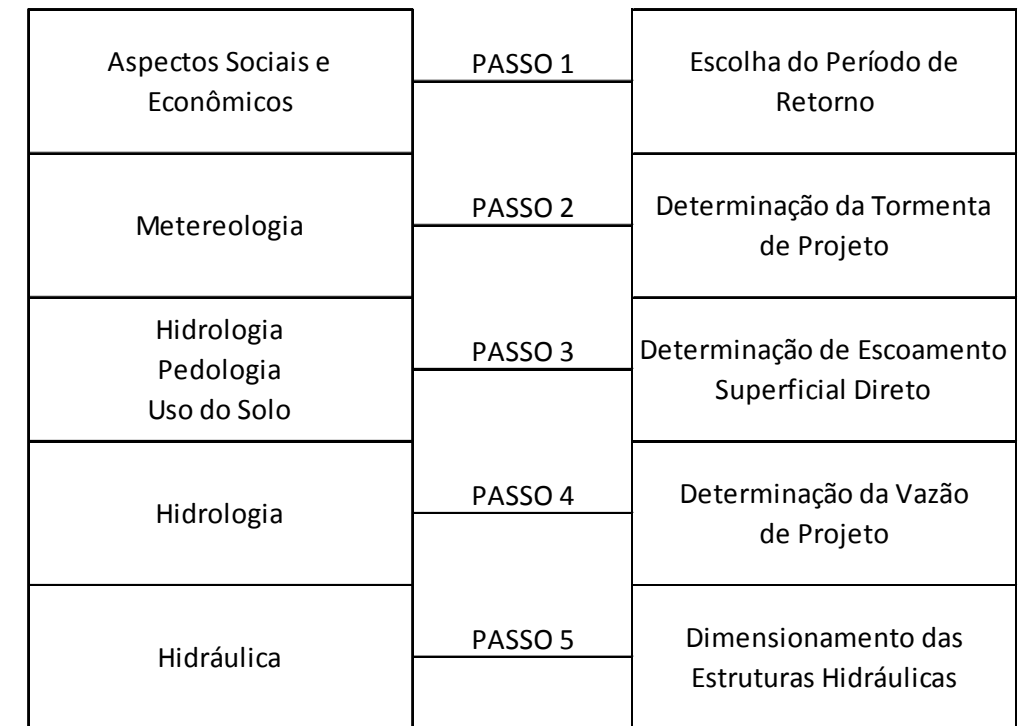 Aspectos Sociais e
Econômicos
PASSO 1
Escolha do Período de
Retorno
Metereologia
PASSO 2
Determinação da Tormenta
de Projeto
Hidrologia
Pedologia
Uso do Solo
PASSO 3
Determinação de Escoamento
Superficial Direto
Hidrologia
PASSO 4
Determinação da Vazão
de Projeto
Hidráulica
PASSO 5
Dimensionamento das
Estruturas Hidráulicas